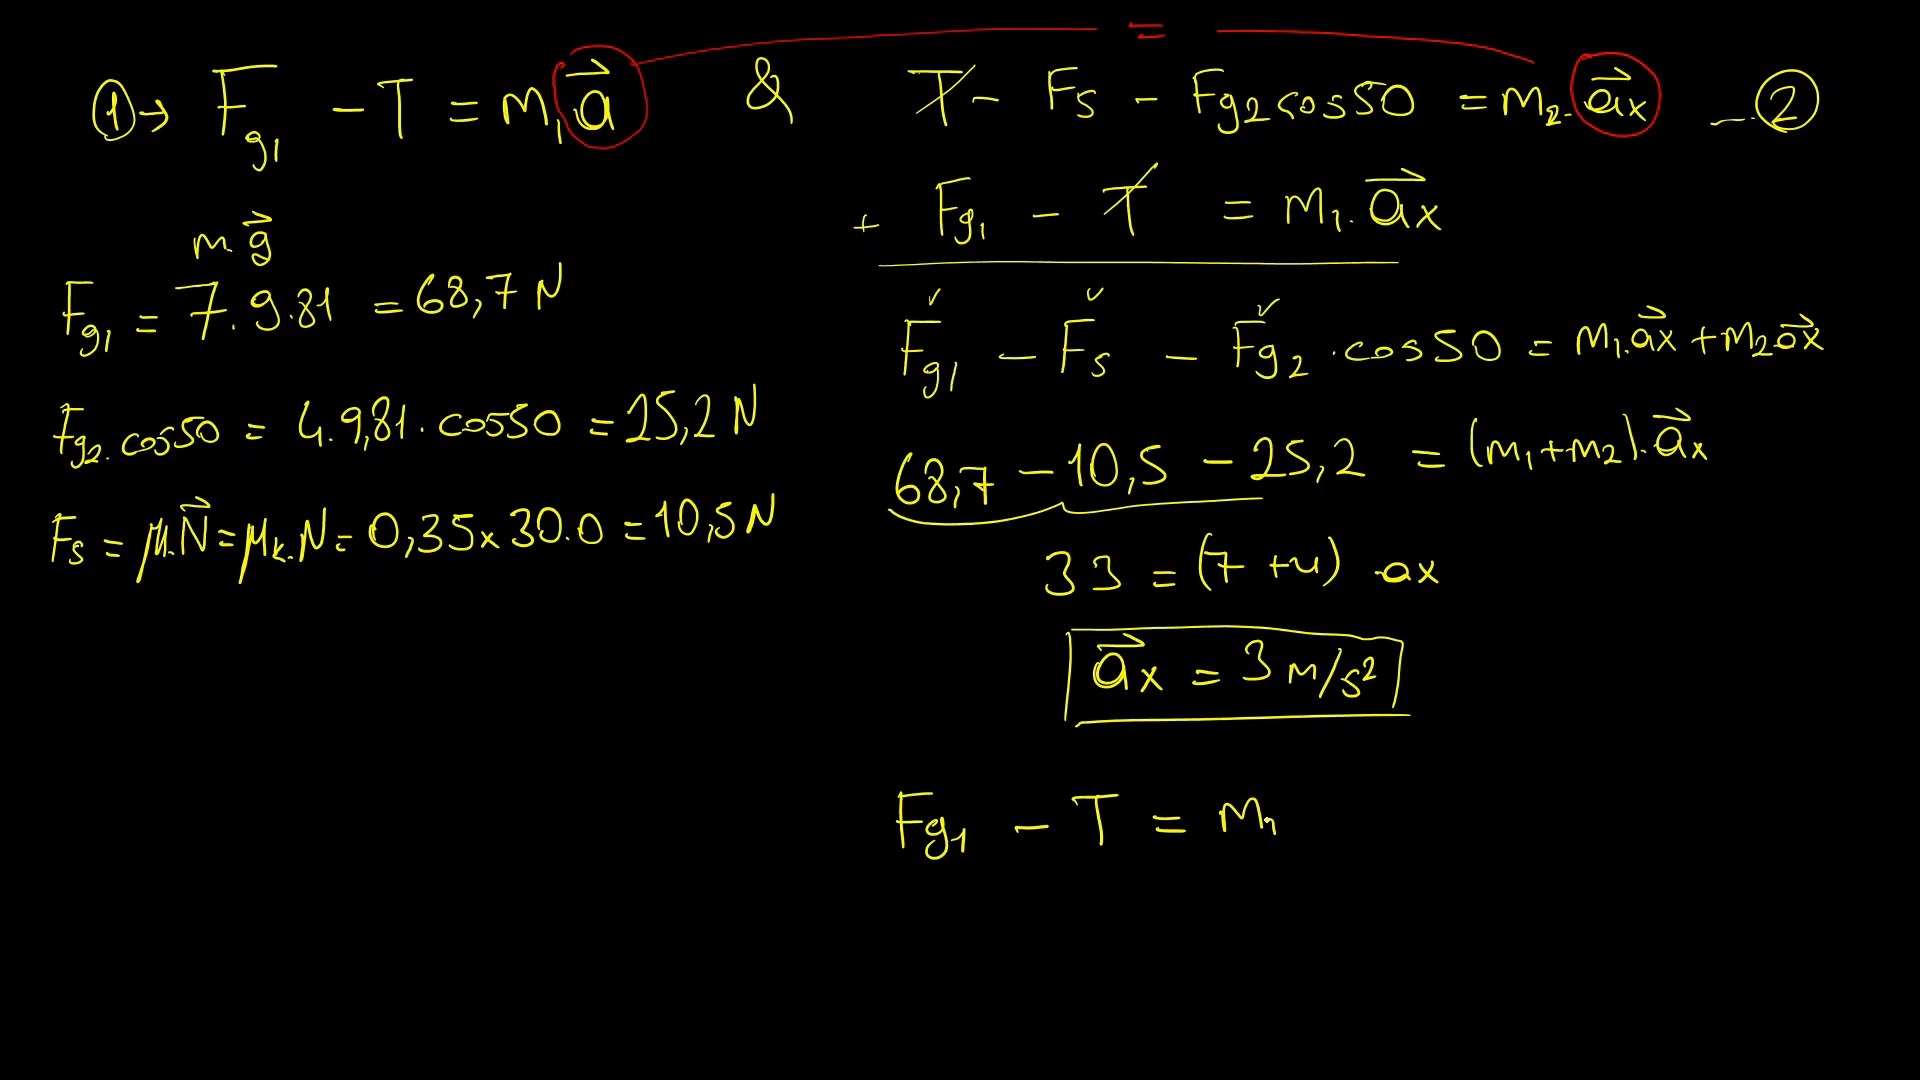 =
① → Fg₁ - T = m₁a⃗ & T - Fs - Fg2 cos50 = m₂.a⃗x ... ②
+ Fg₁ - T = m₁.a⃗x
m.g⃗
Fg₁ = 7.9.81 = 68,7 N
Fg₁ - Fs - Fg₂.cos50 = m₁.a⃗x + m₂a⃗x
Fg₂.cos50 = 4.9,81.cos50 = 25,2 N
68,7 - 10,5 - 25,2 = (m₁+m₂).a⃗x
Fs = μ.N⃗ = μₖ.N = 0,35 x 30.0 = 10,5 N
33 = (7 + 4) .ax
a⃗x = 3 m/s²
Fg₁ - T = m₁